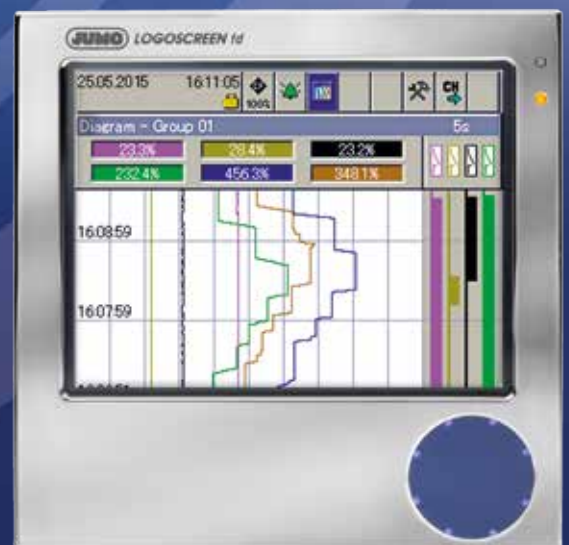 JUMO LOGOSCREEN fd
25.05.2015 16:11:05 100% CH
Diagram - Group 01 5s
23.3% 28.4% 23.2%
232.4% 456.3% 348.1%
16:08:59
16:07:59